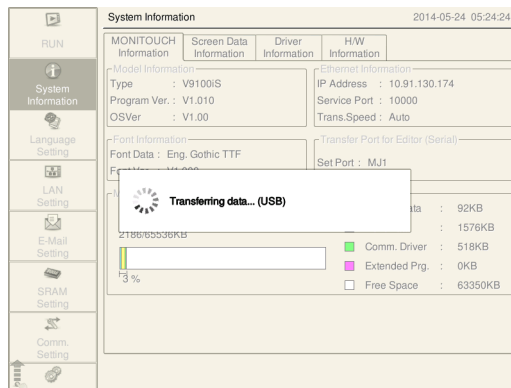 System Information
2014-05-24 05:24:24
RUN
System
Information
Language
Setting
LAN
Setting
E-Mail
Setting
SRAM
Setting
Comm.
Setting
MONITOUCH
Information
Screen Data
Information
Driver
Information
H/W
Information
Model Information
Type : V9100iS
Program Ver. : V1.010
OSVer : V1.00
Ethernet Information
IP Address : 10.91.130.174
Service Port : 10000
Trans.Speed : Auto
Font Information
Font Data : Eng. Gothic TTF
Transfer Port for Editor (Serial)
Set Port : MJ1
Transferring data... (USB)
2186/65536KB
3 %
: 92KB
: 1576KB
Comm. Driver : 518KB
Extended Prg. : 0KB
Free Space : 63350KB